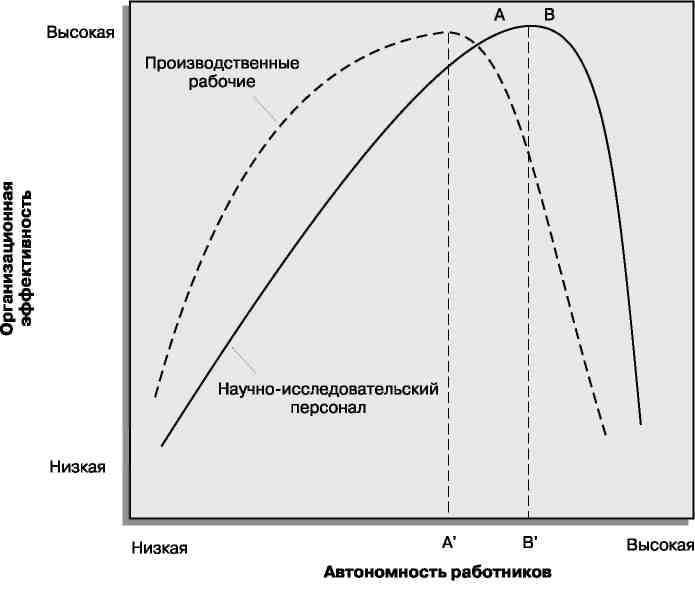 A B
Высокая
Производственные
рабочие
Организационная
эффективность
Научно-исследовательский
персонал
Низкая
Низкая
A'
B'
Высокая
Автономность работников